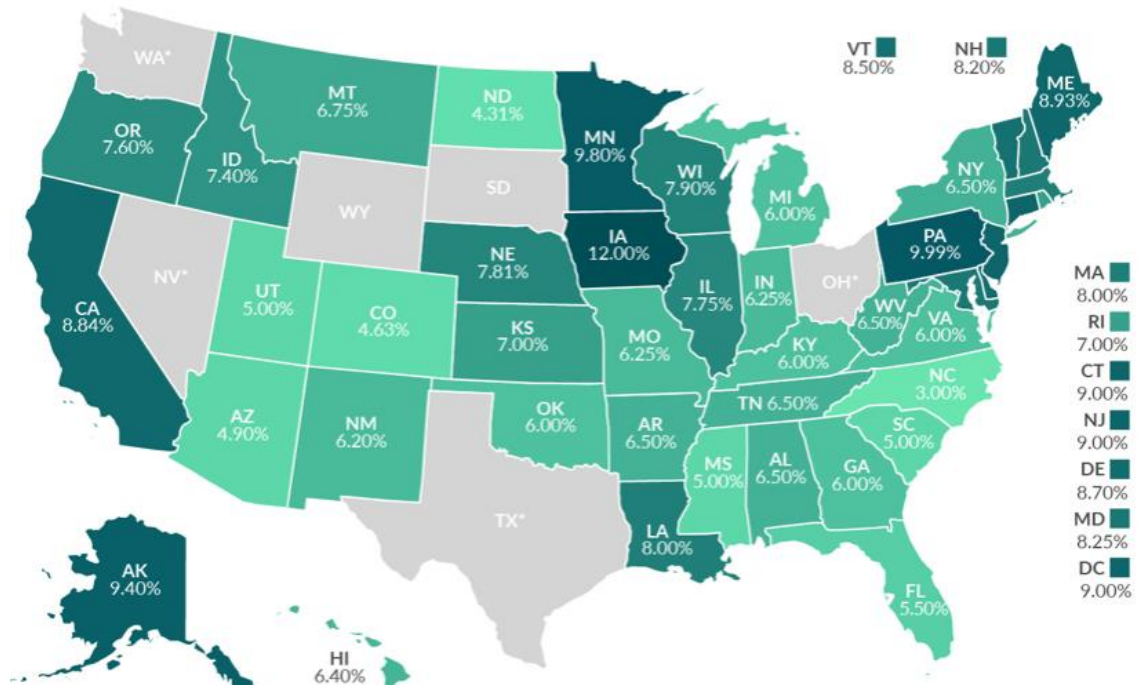 WA*
VT
8.50%
NH
8.20%
ME
8.93%
MT
6.75%
ND
4.31%
MN
9.80%
OR
7.60%
ID
7.40%
WI
7.90%
NY
6.50%
SD
WY
MI
6.00%
IA
12.00%
PA
9.99%
NE
7.81%
NV*
UT
5.00%
CO
4.63%
CA
8.84%
IL
7.75%
IN
6.25%
OH*
WV
6.50%
VA
6.00%
KS
7.00%
MO
6.25%
KY
6.00%
MA
8.00%
RI
7.00%
CT
9.00%
NJ
9.00%
DE
8.70%
MD
8.25%
DC
9.00%
NC
3.00%
TN 6.50%
AZ
4.90%
NM
6.20%
OK
6.00%
AR
6.50%
SC
5.00%
MS
5.00%
AL
6.50%
GA
6.00%
TX*
LA
8.00%
FL
5.50%
AK
9.40%
HI
6.40%